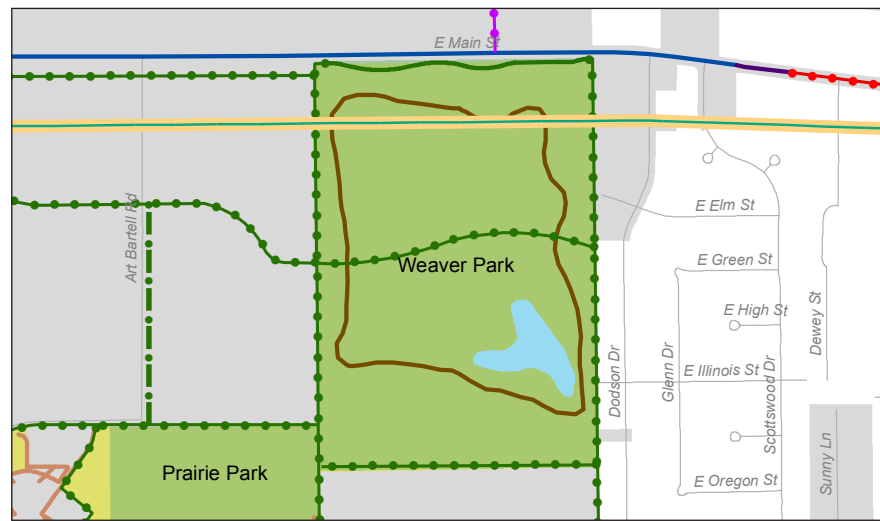 E Main St
Art Bartell Rd
E Elm St
Weaver Park
E Green St
E High St
Dewey St
Dodson Dr
Glenn Dr
E Illinois St
Scottswood Dr
Prairie Park
E Oregon St
Sunny Ln